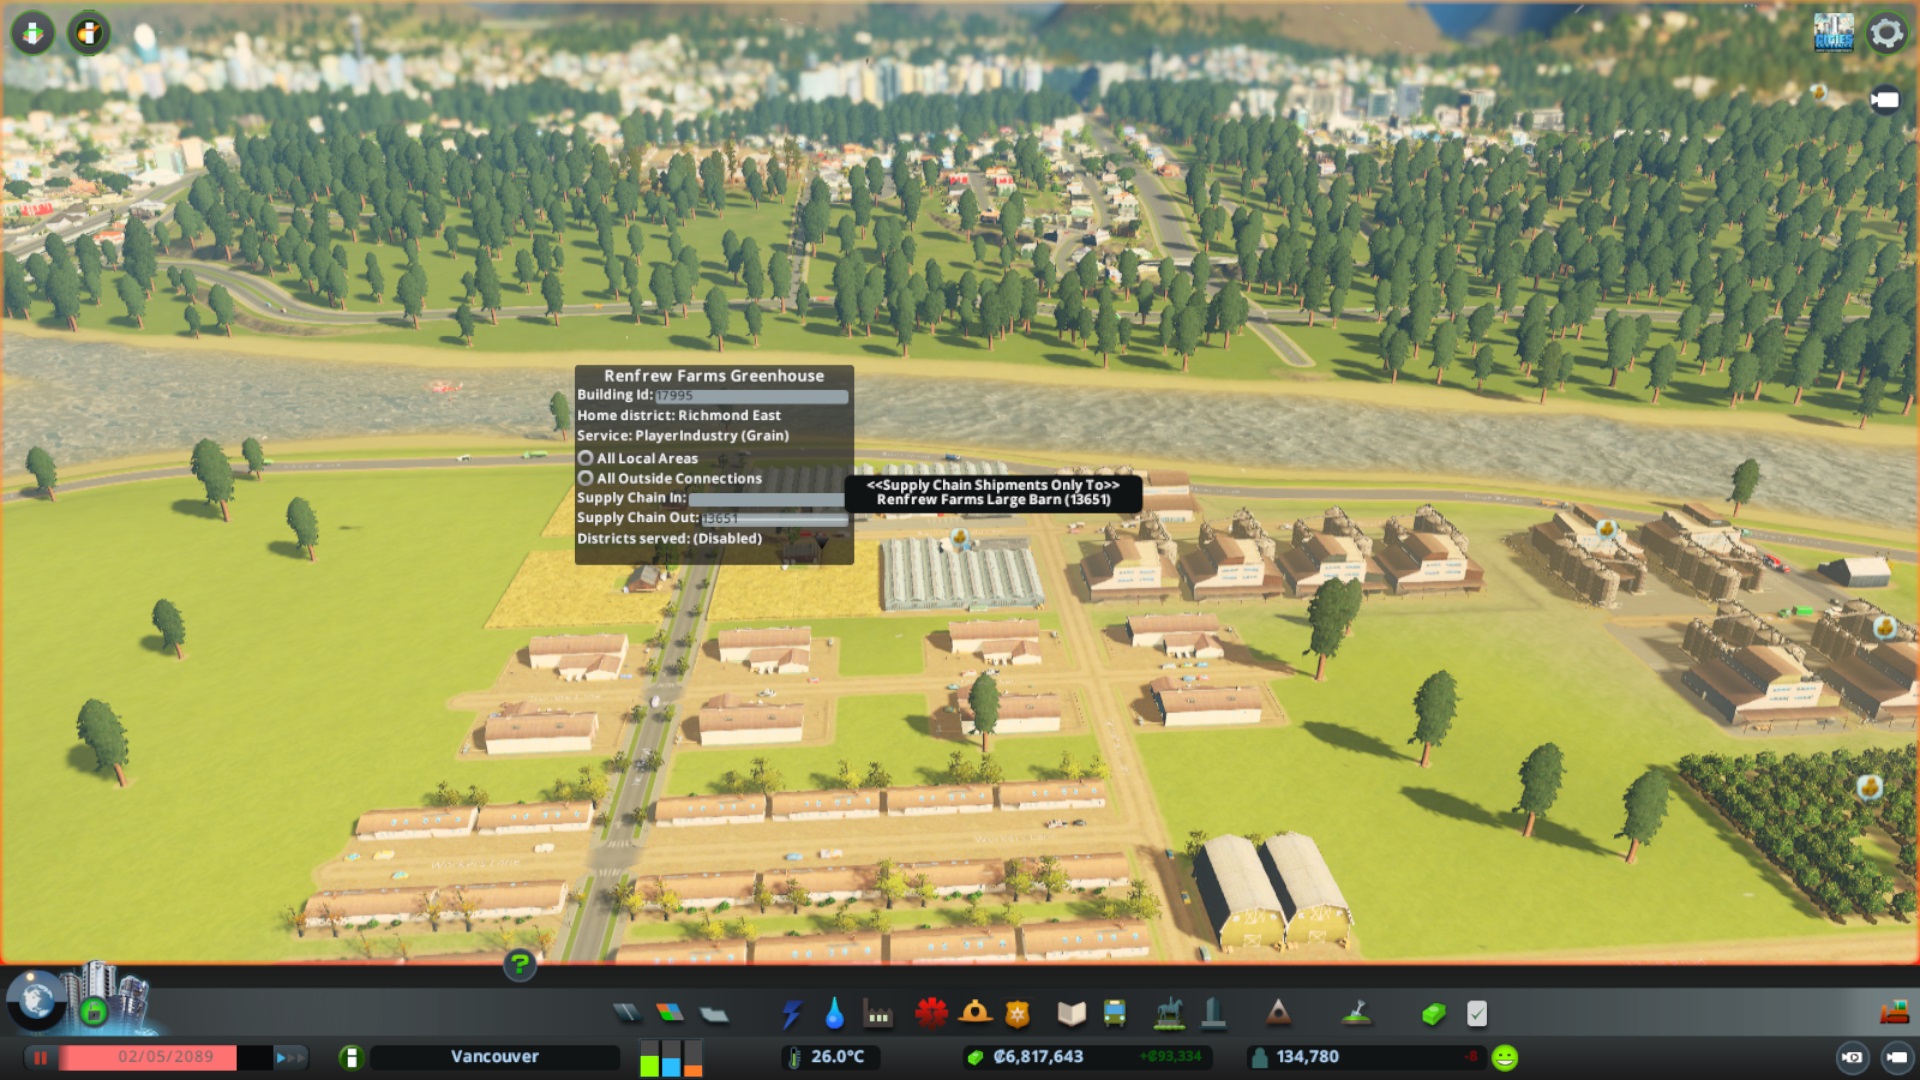 CITIES
Renfrew Farms Greenhouse
Building Id: 17995
Home district: Richmond East
Service: PlayerIndustry (Grain)
All Local Areas
All Outside Connections
Supply Chain In:
Supply Chain Out: 13651
Districts served: (Disabled)
<<Supply Chain Shipments Only To>>
Renfrew Farms Large Barn (13651)
?
02/05/2089
Vancouver
26.0°C
₡6,817,643
+₡93,334
134,780
-8